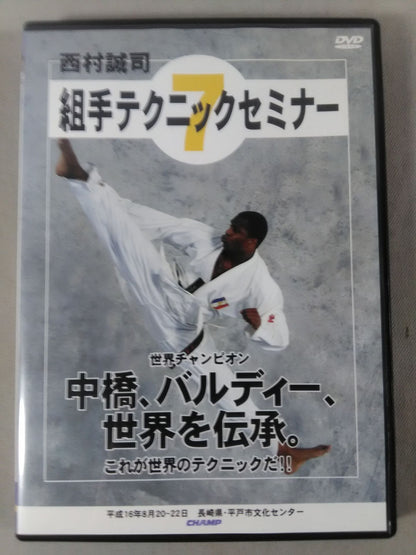 DVD
西村誠司
組手テクニックセミナー
7
世界チャンピオン
中橋、バルディー、
世界を伝承。
これが世界のテクニックだ!!
平成16年8月20~22日 長崎県・平戸市文化センター
CHAMP